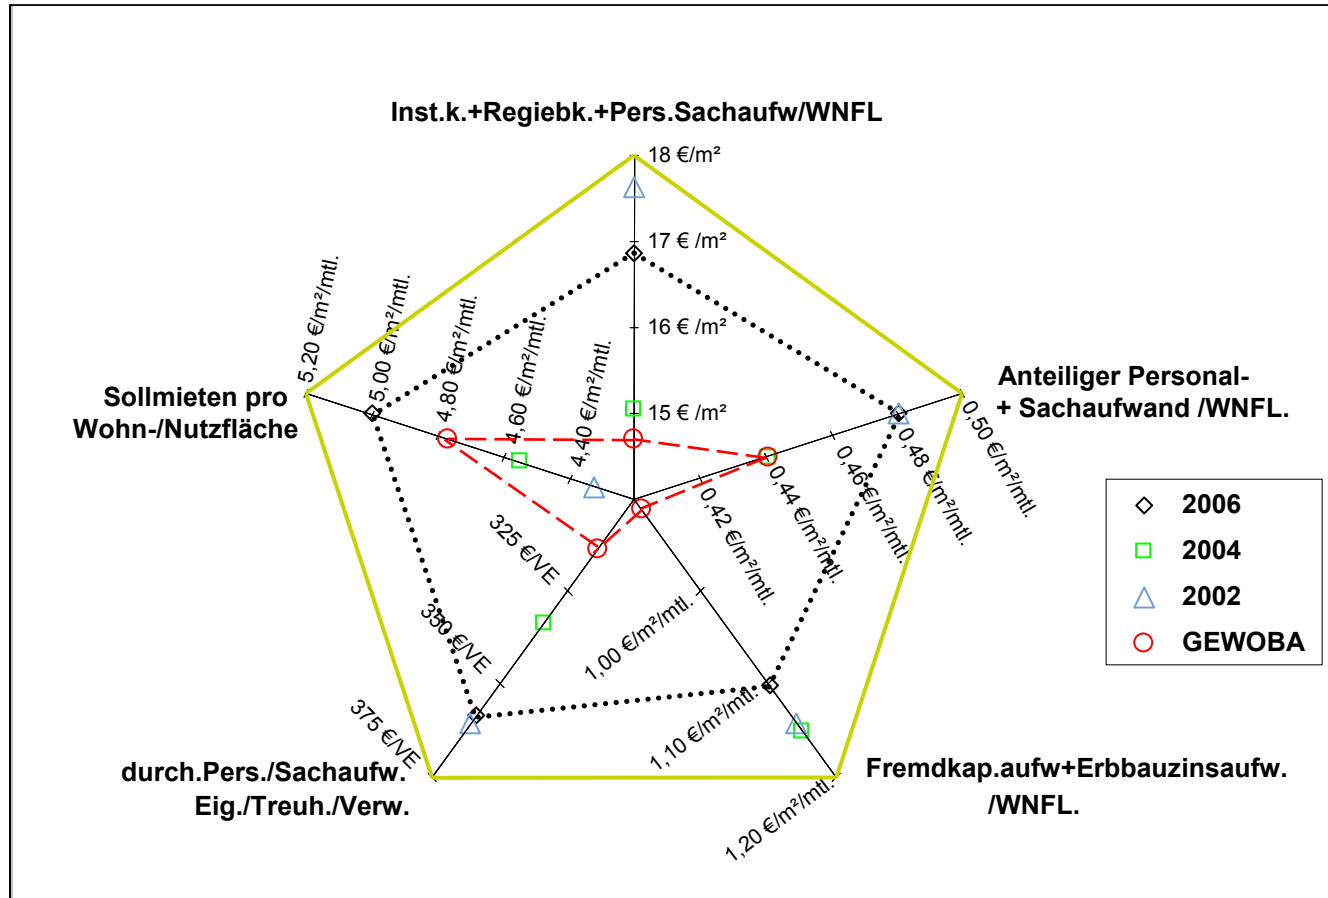 Inst.k.+Regiebk.+Pers.Sachaufw/WNFL
18 €/m²
17 € /m²
16 €/m²
15 €/m²
Anteiliger Personal-
+ Sachaufwand /WNFL.
0,50 €/m²/mtl.
0,48 €/m²/mtl.
0,46 €/m²/mtl.
0,44 €/m²/mtl.
0,42 €/m²/mtl.
Sollmieten pro
Wohn-/Nutzfläche
5,20 €/m²/mtl.
5,00 €/m²/mtl.
4,80 €/m²/mtl.
4,60 €/m²/mtl.
4,40 €/m²/mtl.
325 €/VE
350 €/VE
375 €/VE
durch.Pers./Sachaufw.
Eig./Treuh./Verw.
1,00 €/m²/mtl.
1,10 €/m²/mtl.
1,20 €/m²/mtl.
Fremdkap.aufw+Erbbauzinsaufw.
/WNFL.
2006
2004
2002
GEWOBA